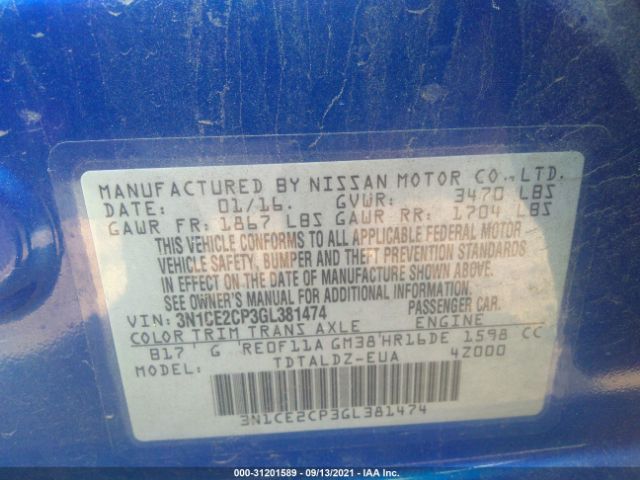 MANUFACTURED BY NISSAN MOTOR CO., LTD.
DATE: 01/16. GVWR: 3470 LBS
GAWR FR: 1867 LBS GAWR RR: 1704 LBS
THIS VEHICLE CONFORMS TO ALL APPLICABLE FEDERAL MOTOR
VEHICLE SAFETY, BUMPER AND THEFT PREVENTION STANDARDS
IN EFFECT ON THE DATE OF MANUFACTURE SHOWN ABOVE.
SEE OWNER'S MANUAL FOR ADDITIONAL INFORMATION.
VIN: 3N1CE2CP3GL381474 PASSENGER CAR.
COLOR TRIM TRANS AXLE ENGINE
B17 G 'RE0F11A GM38'HR16DE 1598 CC
MODEL: TDTALDZ-EUA 4Z000
3N1CE2CP3GL381474
000-31201589 - 09/13/2021 - IAA Inc.